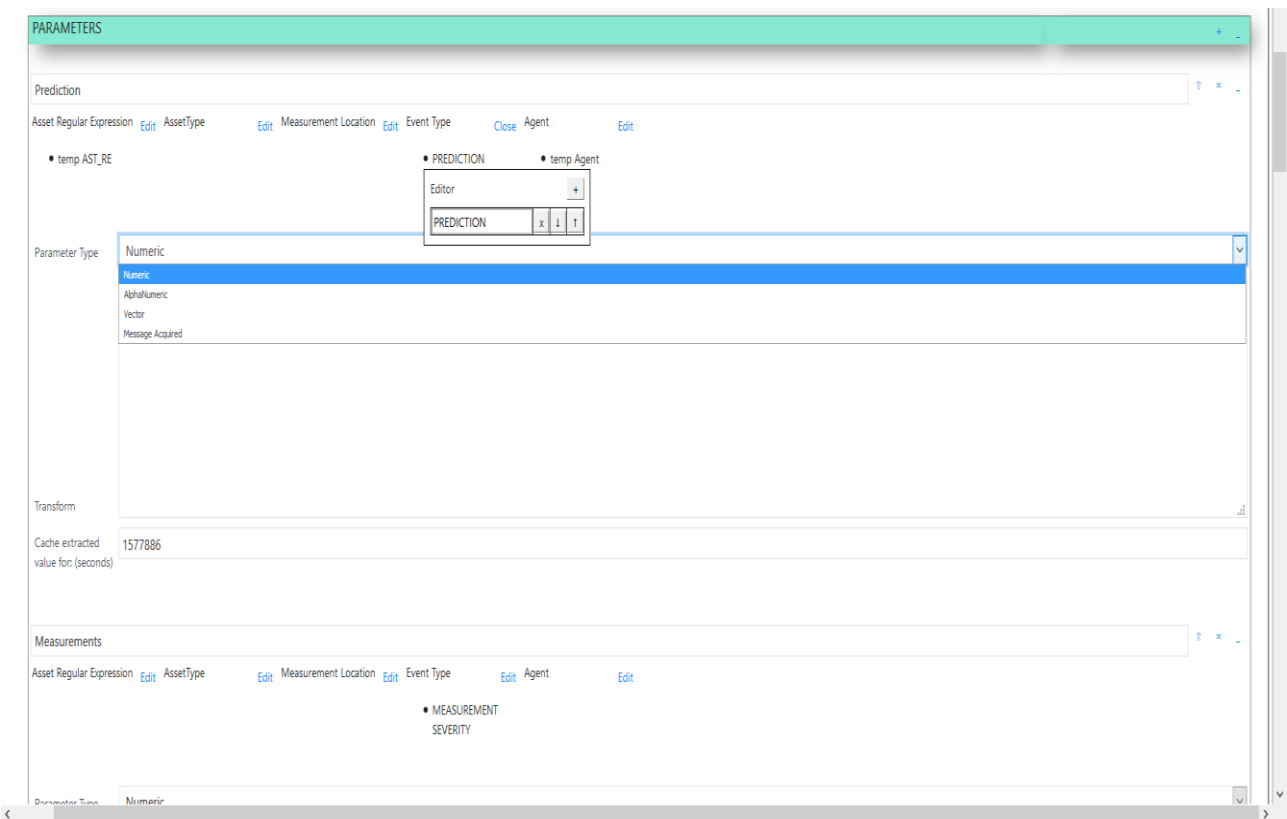 PARAMETERS + _
Prediction ⇧ x _
Asset Regular Expression Edit AssetType Edit Measurement Location Edit Event Type Close Agent Edit
• temp AST_RE • PREDICTION • temp Agent
Editor +
PREDICTION x ↓ ↑
Parameter Type Numeric
Numeric
AlphaNumeric
Vector
Message Acquired
Transform
Cache extracted
value for: (seconds) 1577886
Measurements ⇧ x _
Asset Regular Expression Edit AssetType Edit Measurement Location Edit Event Type Edit Agent Edit
• MEASUREMENT
SEVERITY
Parameter Type Numeric